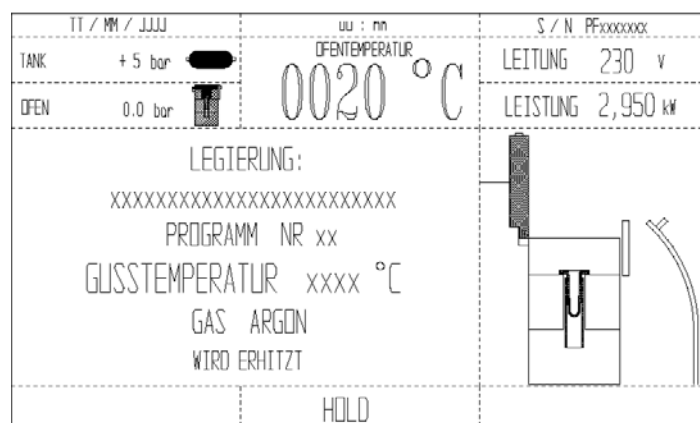 TT / MM / JJJJ
uu : mn
S / N PFxxxxxxx
TANK + 5 bar
OFENTEMPERATUR
0020 °C
LEITUNG 230 V
OFEN 0.0 bar
LEISTUNG 2,950 kW
LEGIERUNG:
XXXXXXXXXXXXXXXXXXXXXXXXX
PROGRAMM NR xx
GUSSTEMPERATUR xxxx °C
GAS ARGON
WIRD ERHITZT
HOLD